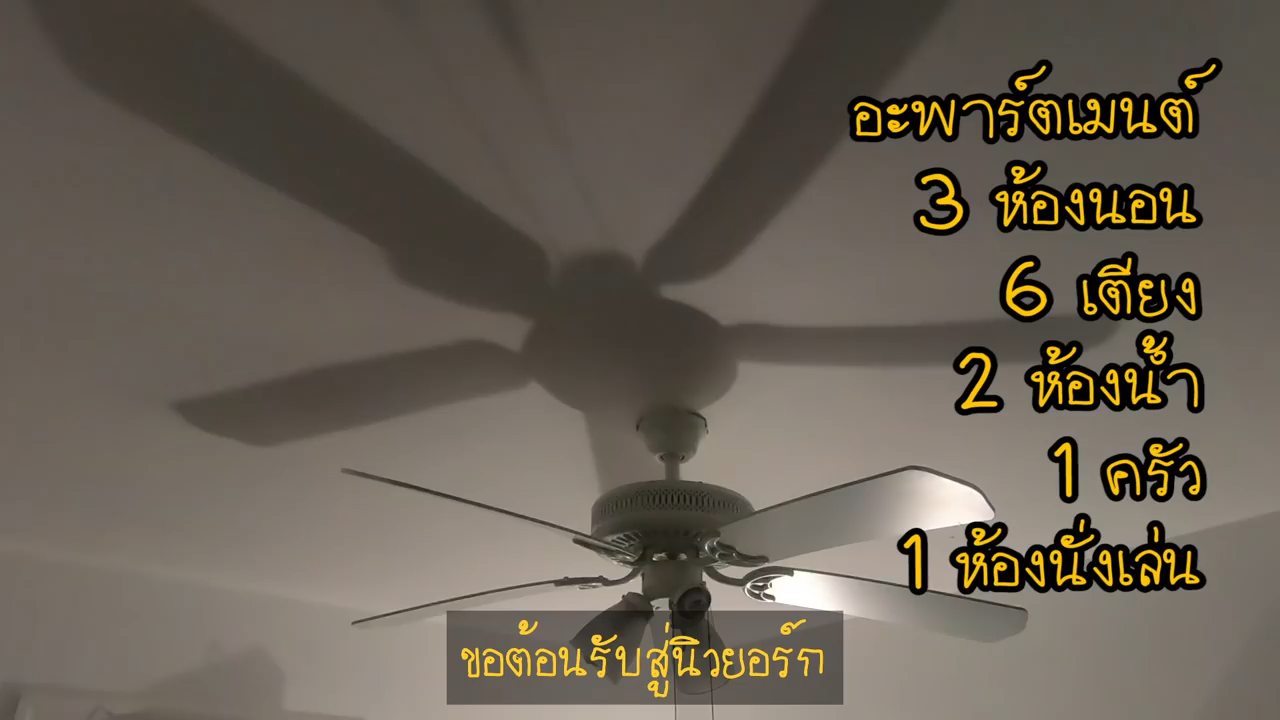 อะพาร์ตเมนต์
3 ห้องนอน
6 เตียง
2 ห้องน้ำ
1 ครัว
1 ห้องนั่งเล่น
ขอต้อนรับสู่นิวยอร์ก